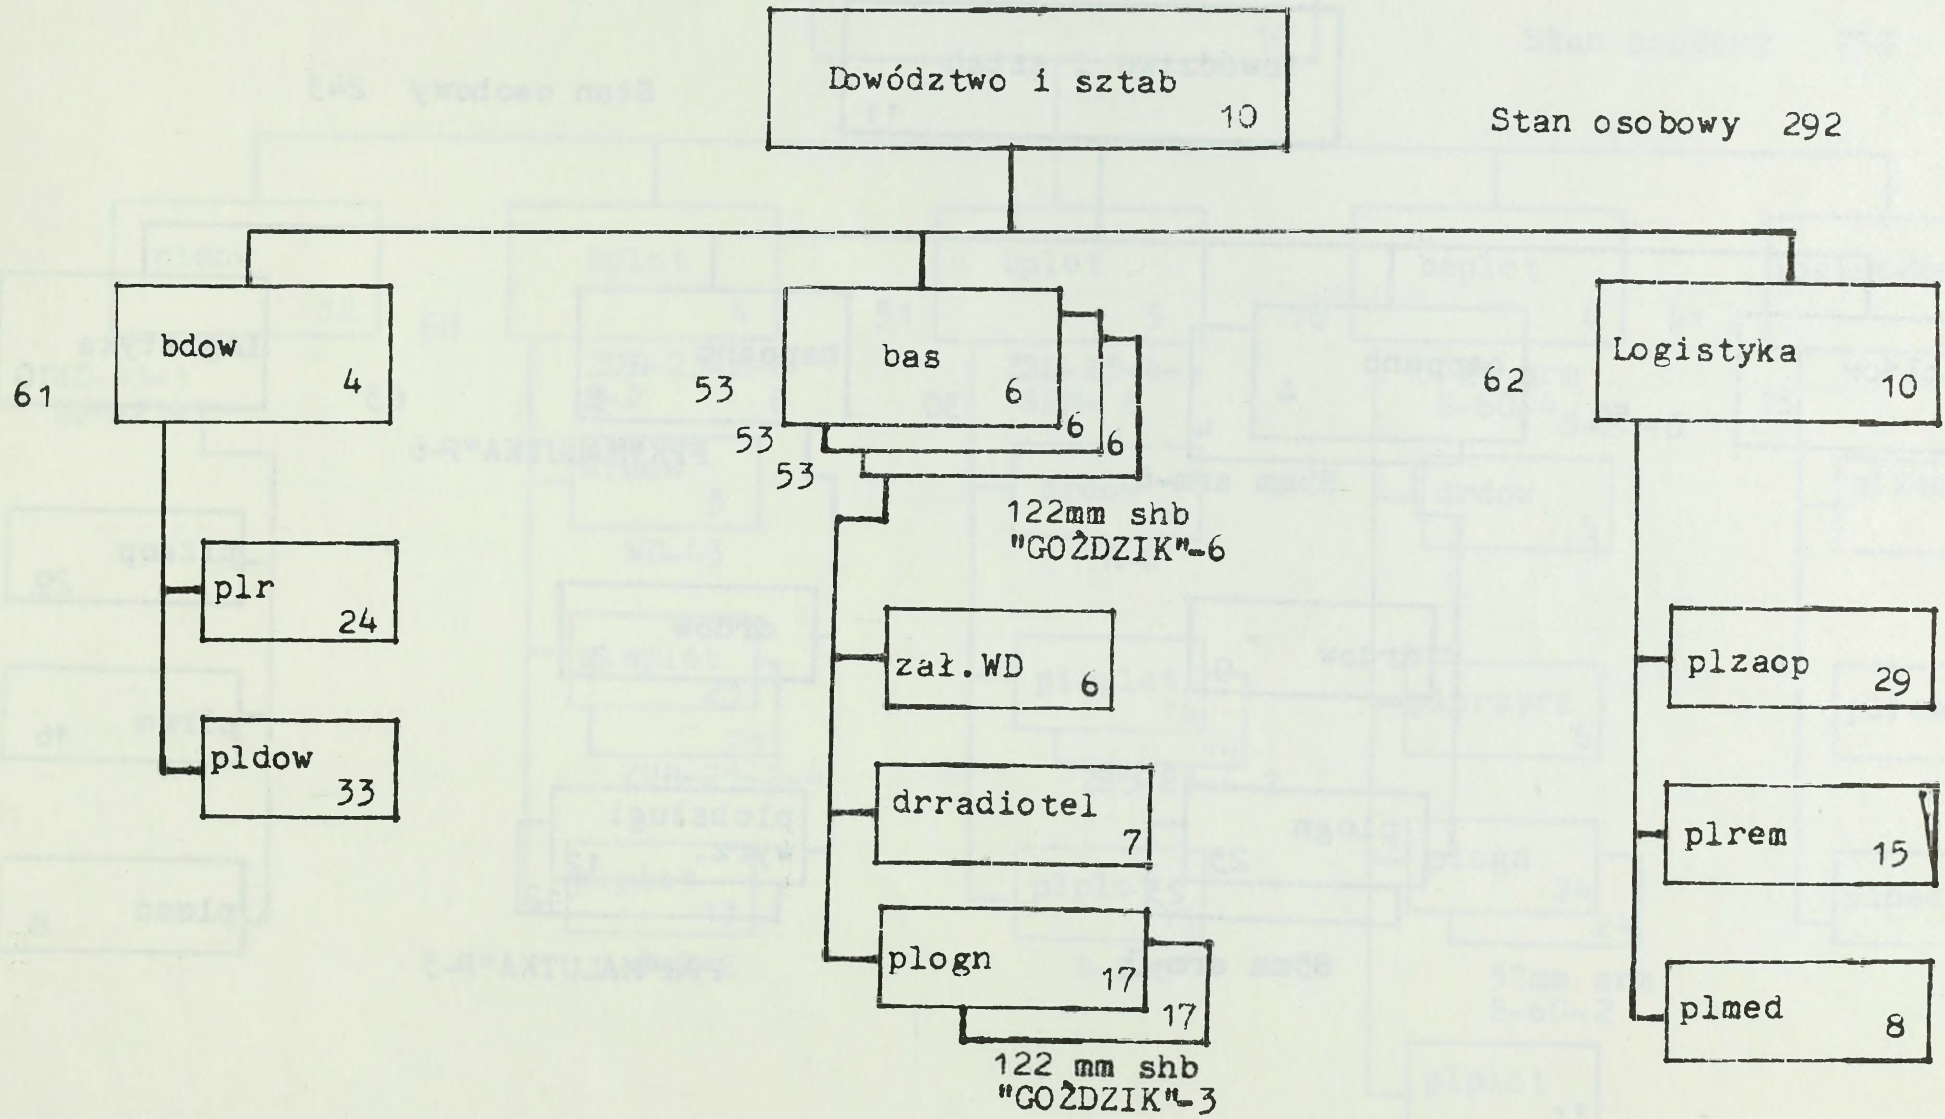 Dowództwo i sztab
10
Stan osobowy 292
bdow
4
61
plr
24
pldow
33
bas
6
6
6
53
53
53
122mm shb
"GOŹDZIK"-6
zał.WD
6
drradiotel
7
plogn
17
17
122 mm shb
"GOŹDZIK"-3
Logistyka
10
62
plzaop
29
plrem
15
plmed
8